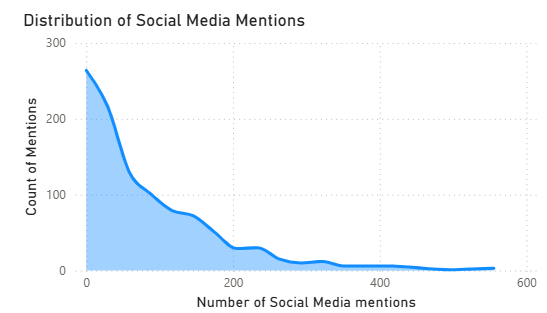 Distribution of Social Media Mentions
300
200
100
0
Count of Mentions
0 200 400 600
Number of Social Media mentions